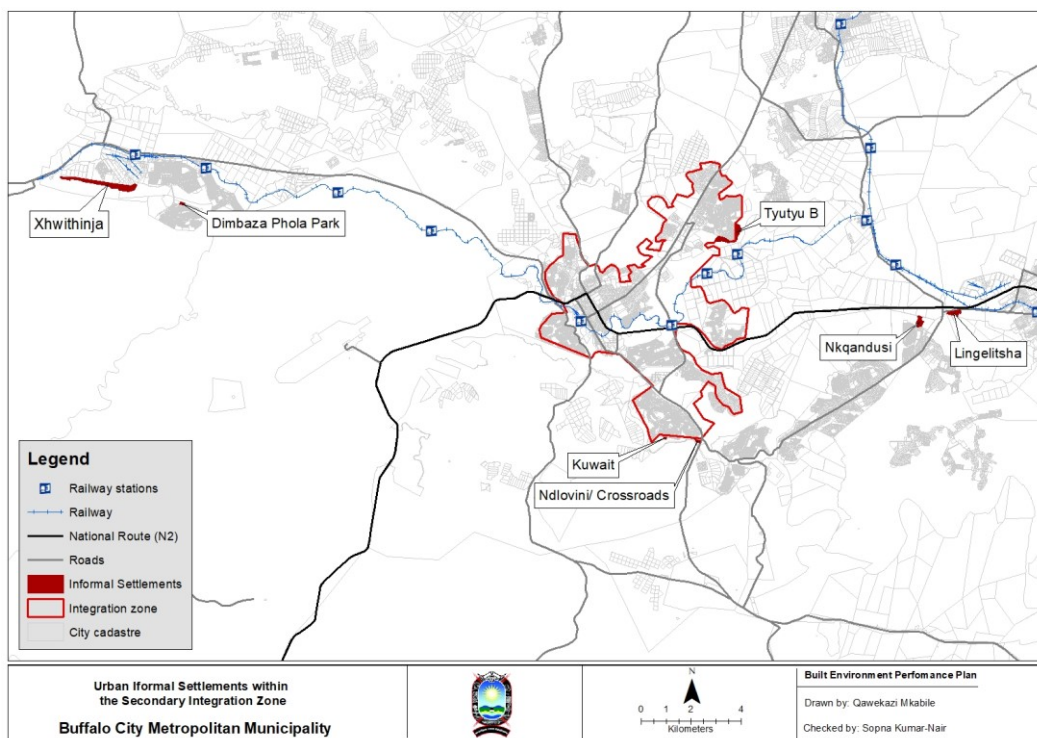 Xhwithinja
Dimbaza Phola Park
Tyutyu B
Nkqandusi
Lingelitsha
Kuwait
Ndlovini/ Crossroads
Legend
Railway stations
Railway
National Route (N2)
Roads
Informal Settlements
Integration zone
City cadastre
Urban Iformal Settlements within
the Secondary Integration Zone
Buffalo City Metropolitan Municipality
N
0 1 2 4
Kilometers
Built Environment Perfomance Plan
Drawn by: Qawekazi Mkabile
Checked by: Sopna Kumar-Nair